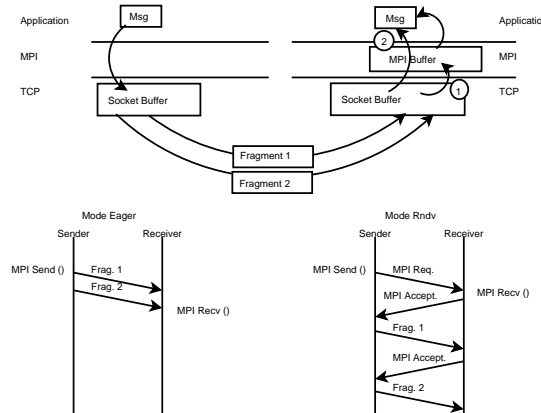 Application
Msg
Msg
Application
2
MPI
MPI Buffer
MPI
TCP
Socket Buffer
Socket Buffer
1
TCP
Fragment 1
Fragment 2
Mode Eager
Sender
Receiver
MPI Send ()
Frag. 1
Frag. 2
MPI Recv ()
Mode Rndv
Sender
Receiver
MPI Send ()
MPI Req.
MPI Recv ()
MPI Accept.
Frag. 1
MPI Accept.
Frag. 2